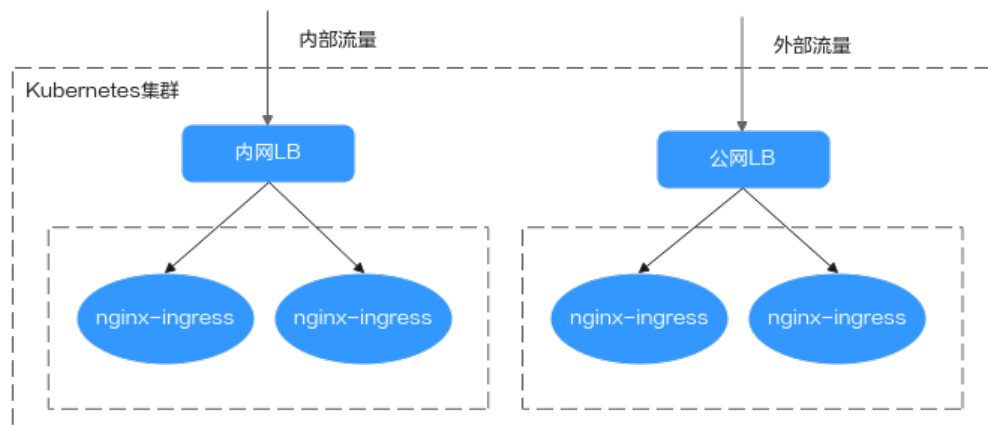 内部流量
外部流量
Kubernetes集群
内网LB
公网LB
nginx-ingress
nginx-ingress
nginx-ingress
nginx-ingress